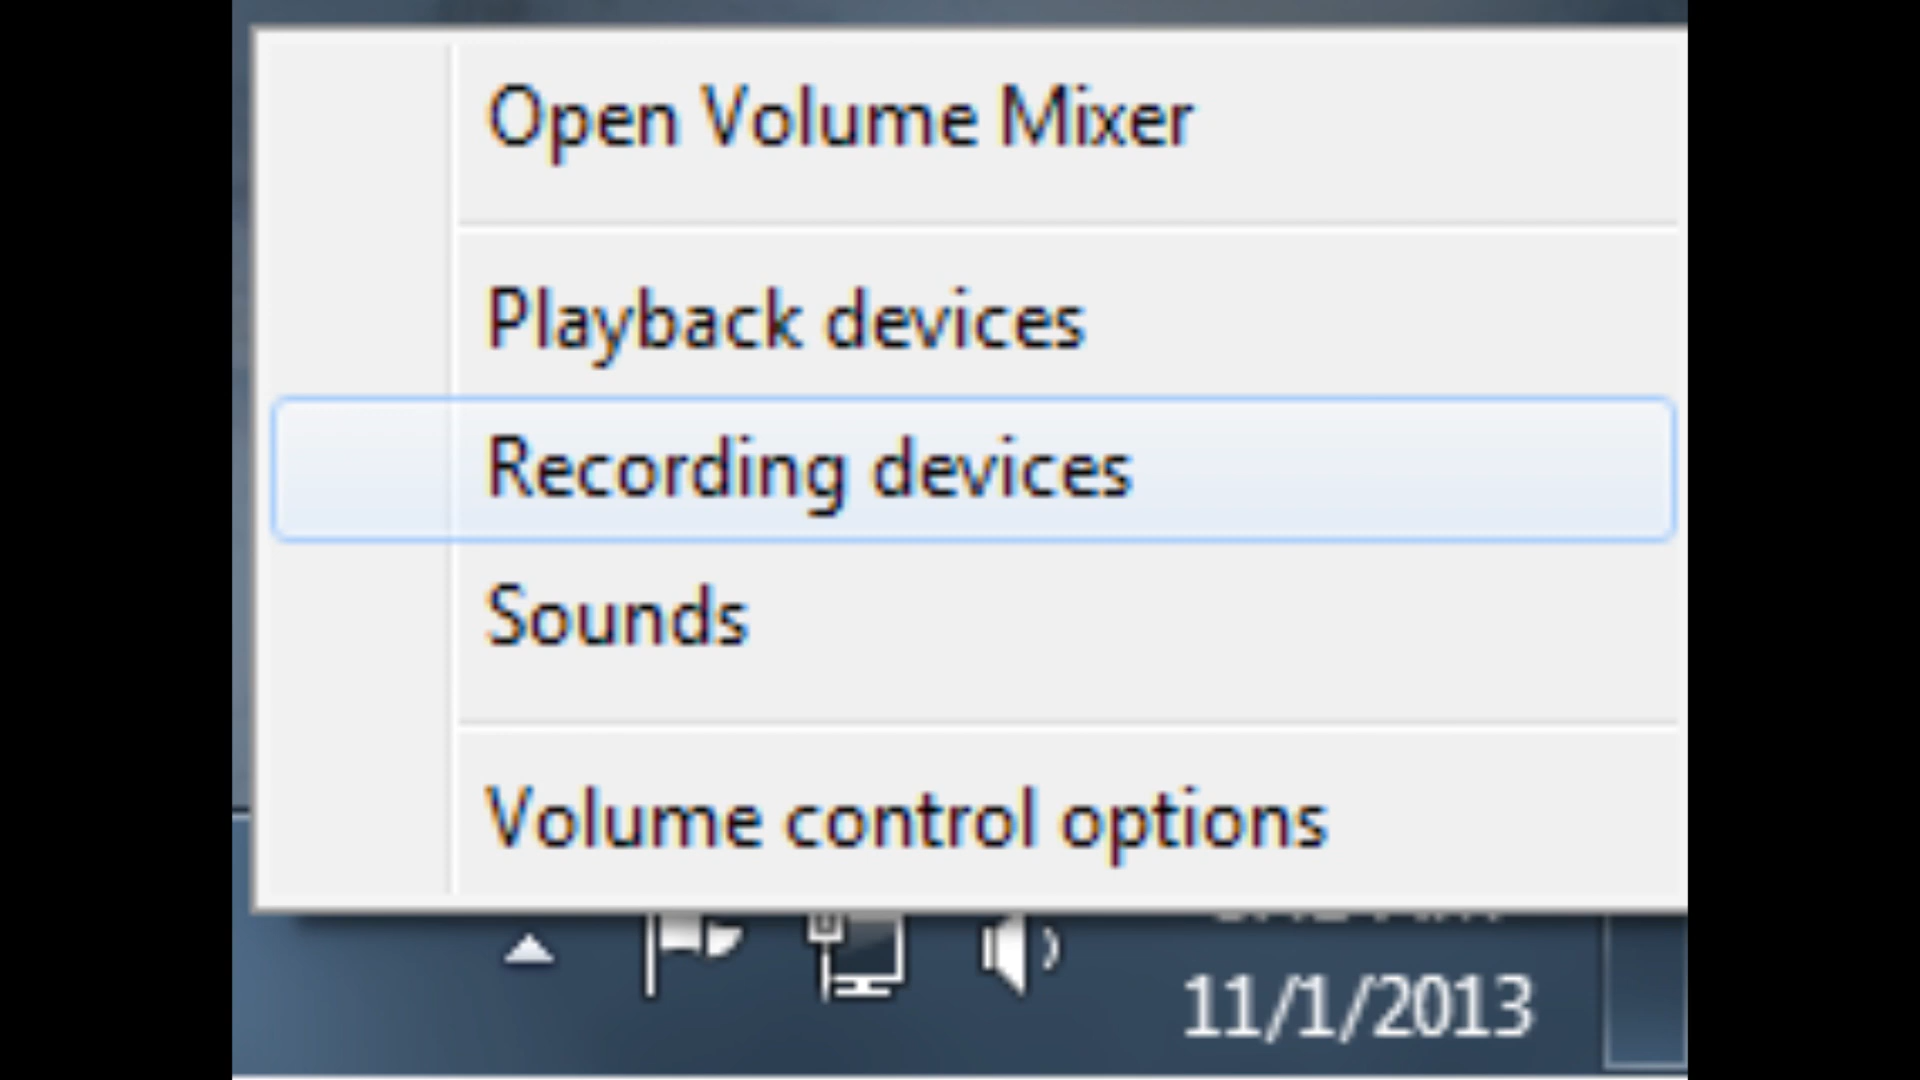 Open Volume Mixer
Playback devices
Recording devices
Sounds
Volume control options
11/1/2013